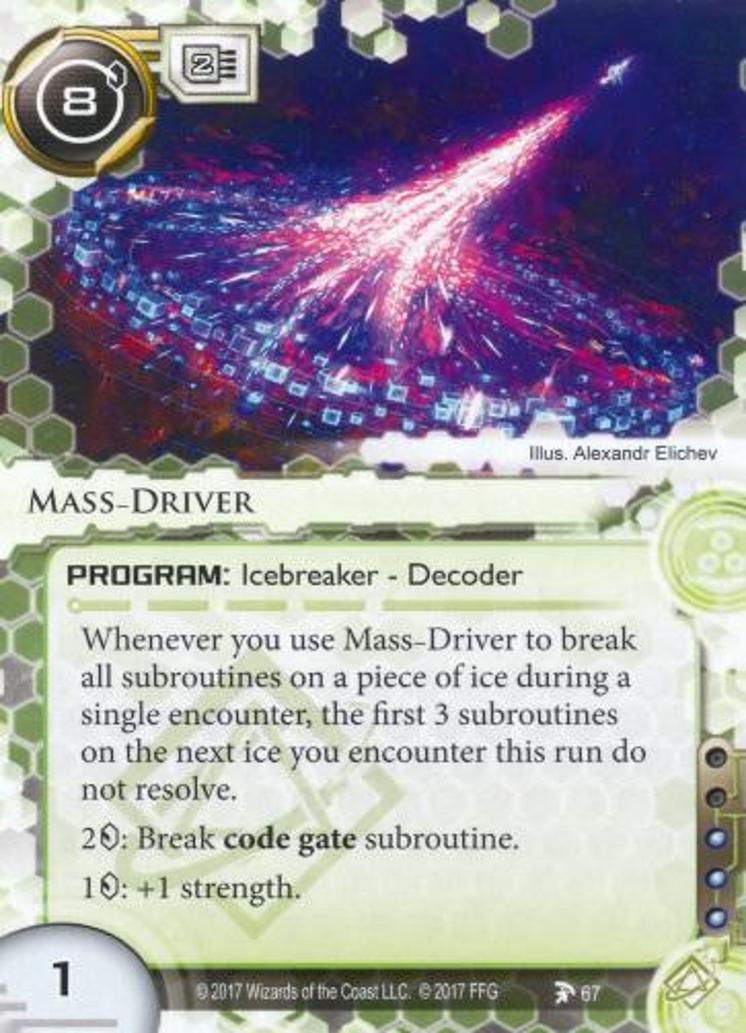 8
2
Illus. Alexandr Elichev
MASS-DRIVER
PROGRAM: Icebreaker - Decoder
Whenever you use Mass-Driver to break
all subroutines on a piece of ice during a
single encounter, the first 3 subroutines
on the next ice you encounter this run do
not resolve.
2: Break code gate subroutine.
1: +1 strength.
1
© 2017 Wizards of the Coast LLC. © 2017 FFG
67